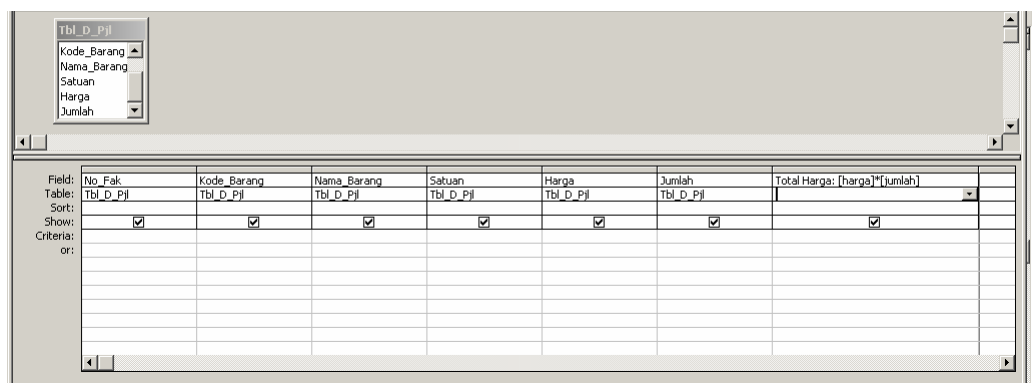 Tbl_D_Pjl
Kode_Barang
Nama_Barang
Satuan
Harga
Jumlah
Field: No_Fak Kode_Barang Nama_Barang Satuan Harga Jumlah Total Harga: [harga]*[jumlah]
Table: Tbl_D_Pjl Tbl_D_Pjl Tbl_D_Pjl Tbl_D_Pjl Tbl_D_Pjl Tbl_D_Pjl
Sort:
Show:
Criteria:
or: